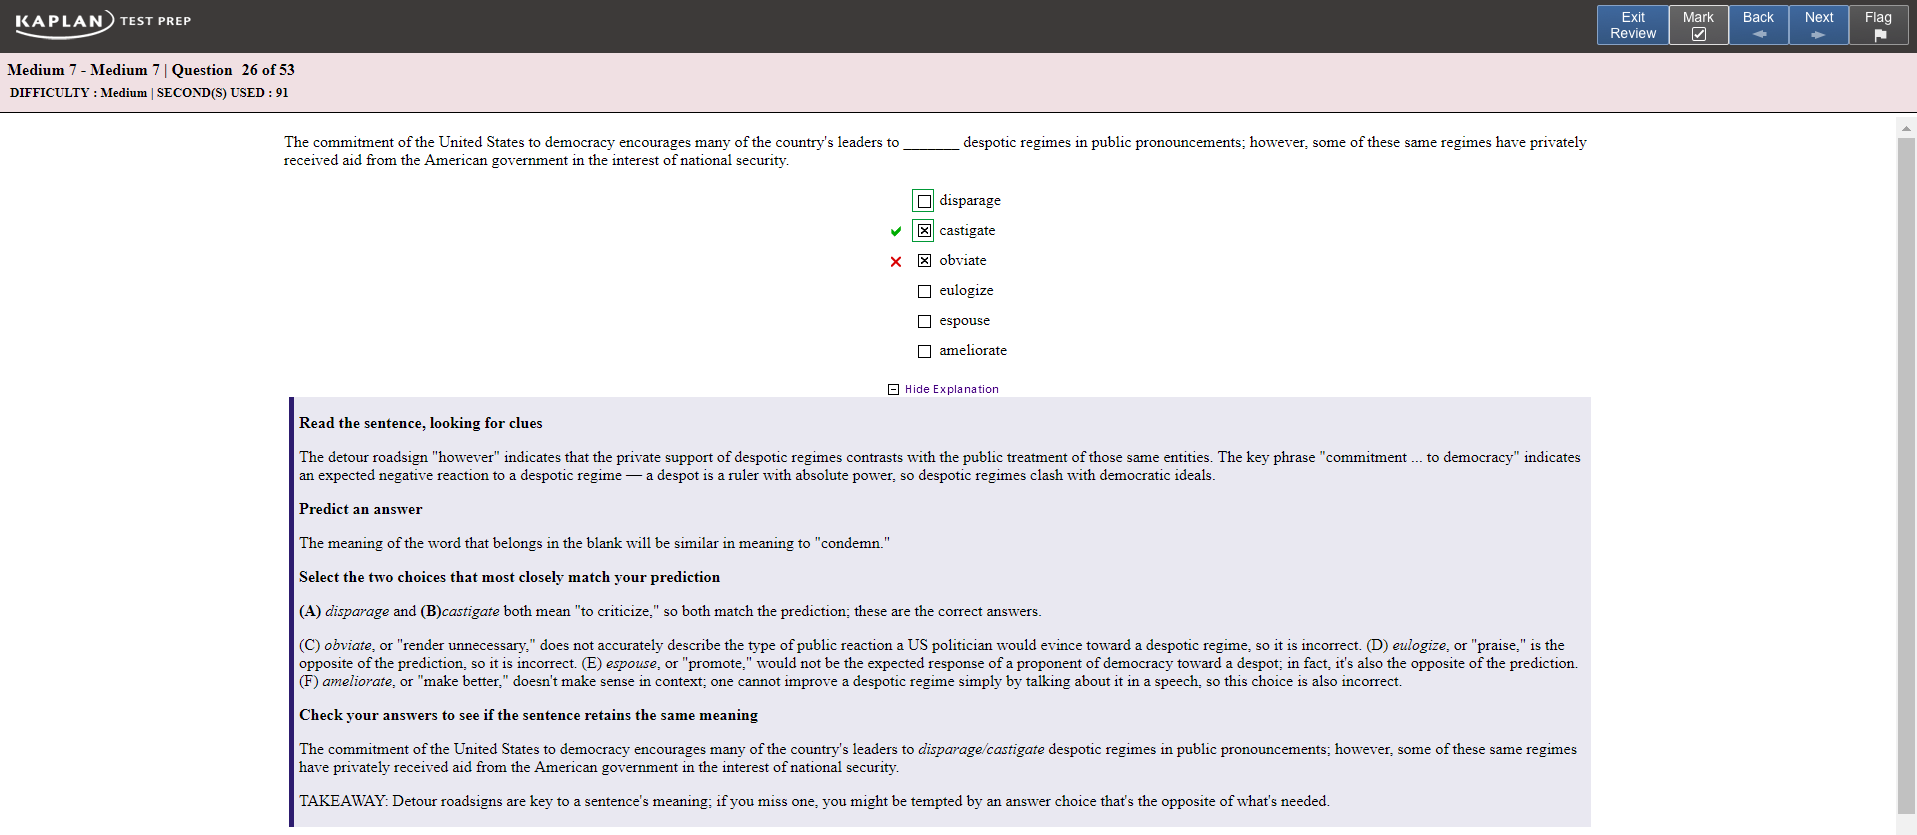 KAPLAN TEST PREP
Exit Review
Mark
Back
Next
Flag
Medium 7 - Medium 7 | Question 26 of 53
DIFFICULTY : Medium | SECOND(S) USED : 91
The commitment of the United States to democracy encourages many of the country's leaders to _______ despotic regimes in public pronouncements; however, some of these same regimes have privately
received aid from the American government in the interest of national security.
disparage
castigate
obviate
eulogize
espouse
ameliorate
Hide Explanation
Read the sentence, looking for clues
The detour roadsign "however" indicates that the private support of despotic regimes contrasts with the public treatment of those same entities. The key phrase "commitment ... to democracy" indicates
an expected negative reaction to a despotic regime — a despot is a ruler with absolute power, so despotic regimes clash with democratic ideals.
Predict an answer
The meaning of the word that belongs in the blank will be similar in meaning to "condemn."
Select the two choices that most closely match your prediction
(A) disparage and (B)castigate both mean "to criticize," so both match the prediction; these are the correct answers.
(C) obviate, or "render unnecessary," does not accurately describe the type of public reaction a US politician would evince toward a despotic regime, so it is incorrect. (D) eulogize, or "praise," is the
opposite of the prediction, so it is incorrect. (E) espouse, or "promote," would not be the expected response of a proponent of democracy toward a despot; in fact, it's also the opposite of the prediction.
(F) ameliorate, or "make better," doesn't make sense in context; one cannot improve a despotic regime simply by talking about it in a speech, so this choice is also incorrect.
Check your answers to see if the sentence retains the same meaning
The commitment of the United States to democracy encourages many of the country's leaders to disparage/castigate despotic regimes in public pronouncements; however, some of these same regimes
have privately received aid from the American government in the interest of national security.
TAKEAWAY: Detour roadsigns are key to a sentence's meaning; if you miss one, you might be tempted by an answer choice that's the opposite of what's needed.